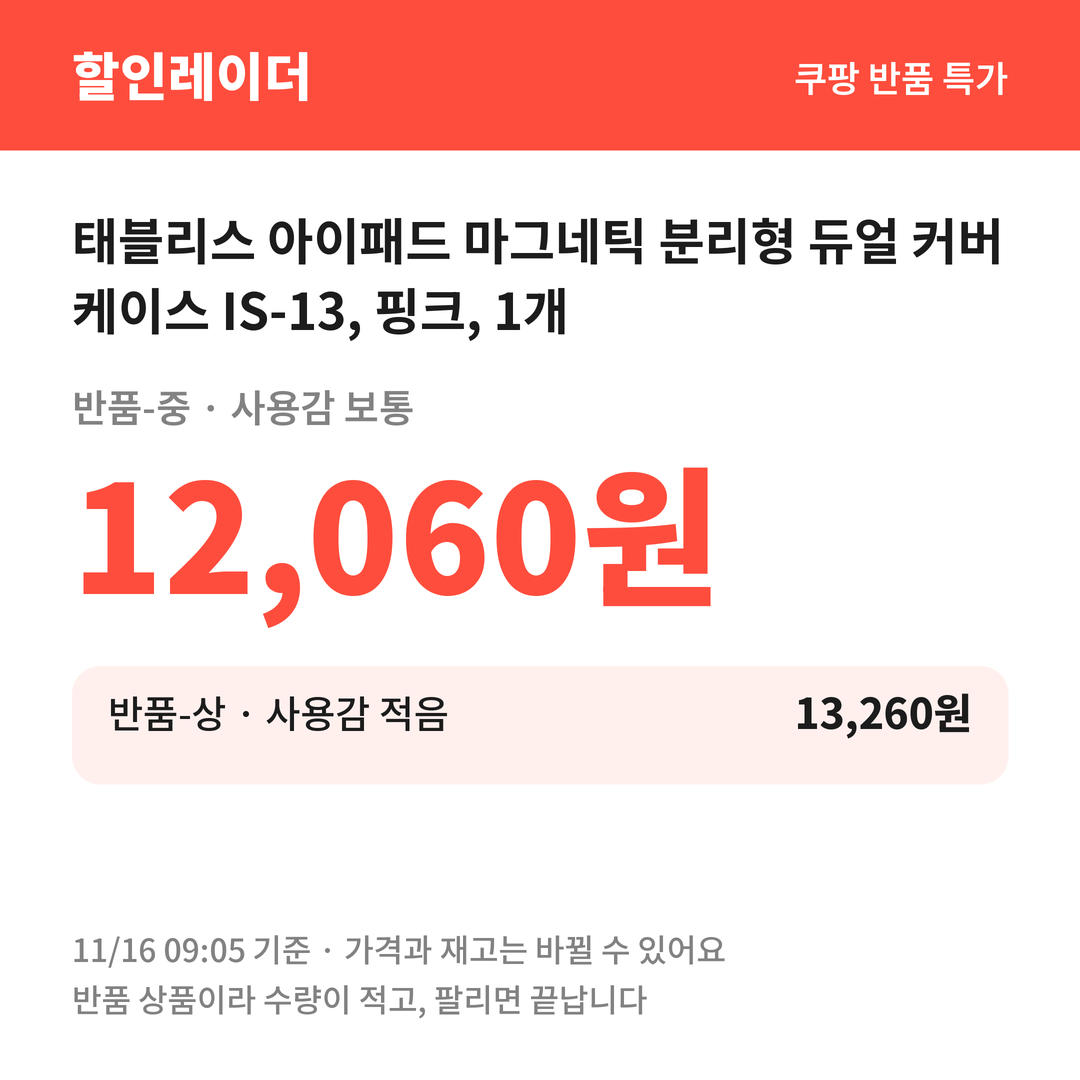 할인레이더
쿠팡 반품 특가
태블리스 아이패드 마그네틱 분리형 듀얼 커버
케이스 IS-13, 핑크, 1개
반품-중 · 사용감 보통
12,060원
반품-상 · 사용감 적음
13,260원
11/16 09:05 기준 · 가격과 재고는 바뀔 수 있어요
반품 상품이라 수량이 적고, 팔리면 끝납니다